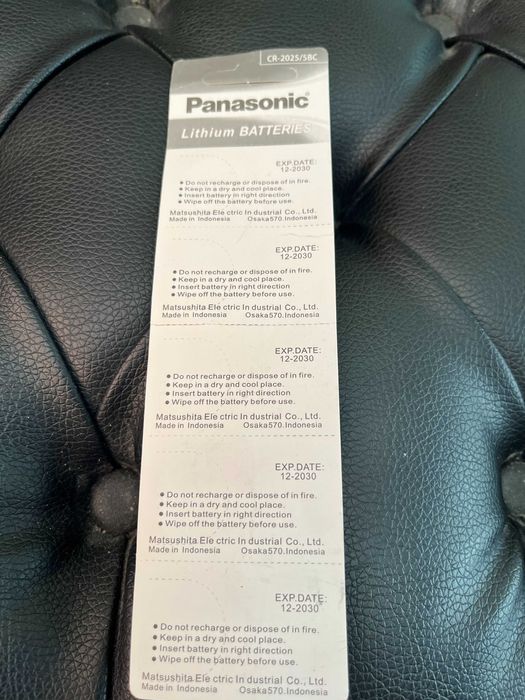 CR-2025/5BC
Panasonic
Lithium BATTERIES
EXP.DATE:
12-2030
• Do not recharge or dispose of in fire.
• Keep in a dry and cool place.
• Insert battery in right direction
• Wipe off the battery before use.
Matsushita Ele ctric In dustrial Co., Ltd.
Made in Indonesia Osaka570.Indonesia
EXP.DATE:
12-2030
• Do not recharge or dispose of in fire.
• Keep in a dry and cool place.
• Insert battery in right direction
• Wipe off the battery before use.
Matsushita Ele ctric In dustrial Co., Ltd.
Made in Indonesia Osaka570.Indonesia
EXP.DATE:
12-2030
• Do not recharge or dispose of in fire.
• Keep in a dry and cool place.
• Insert battery in right direction
• Wipe off the battery before use.
Matsushita Ele ctric In dustrial Co., Ltd.
Made in Indonesia Osaka570.Indonesia
EXP.DATE:
12-2030
• Do not recharge or dispose of in fire.
• Keep in a dry and cool place.
• Insert battery in right direction
• Wipe off the battery before use.
Matsushita Ele ctric In dustrial Co., Ltd.
Made in Indonesia Osaka570.Indonesia
EXP.DATE:
12-2030
• Do not recharge or dispose of in fire.
• Keep in a dry and cool place.
• Insert battery in right direction
• Wipe off the battery before use.
Matsushita Ele ctric In dustrial Co., Ltd.
Made in Indonesia Osaka570.Indonesia